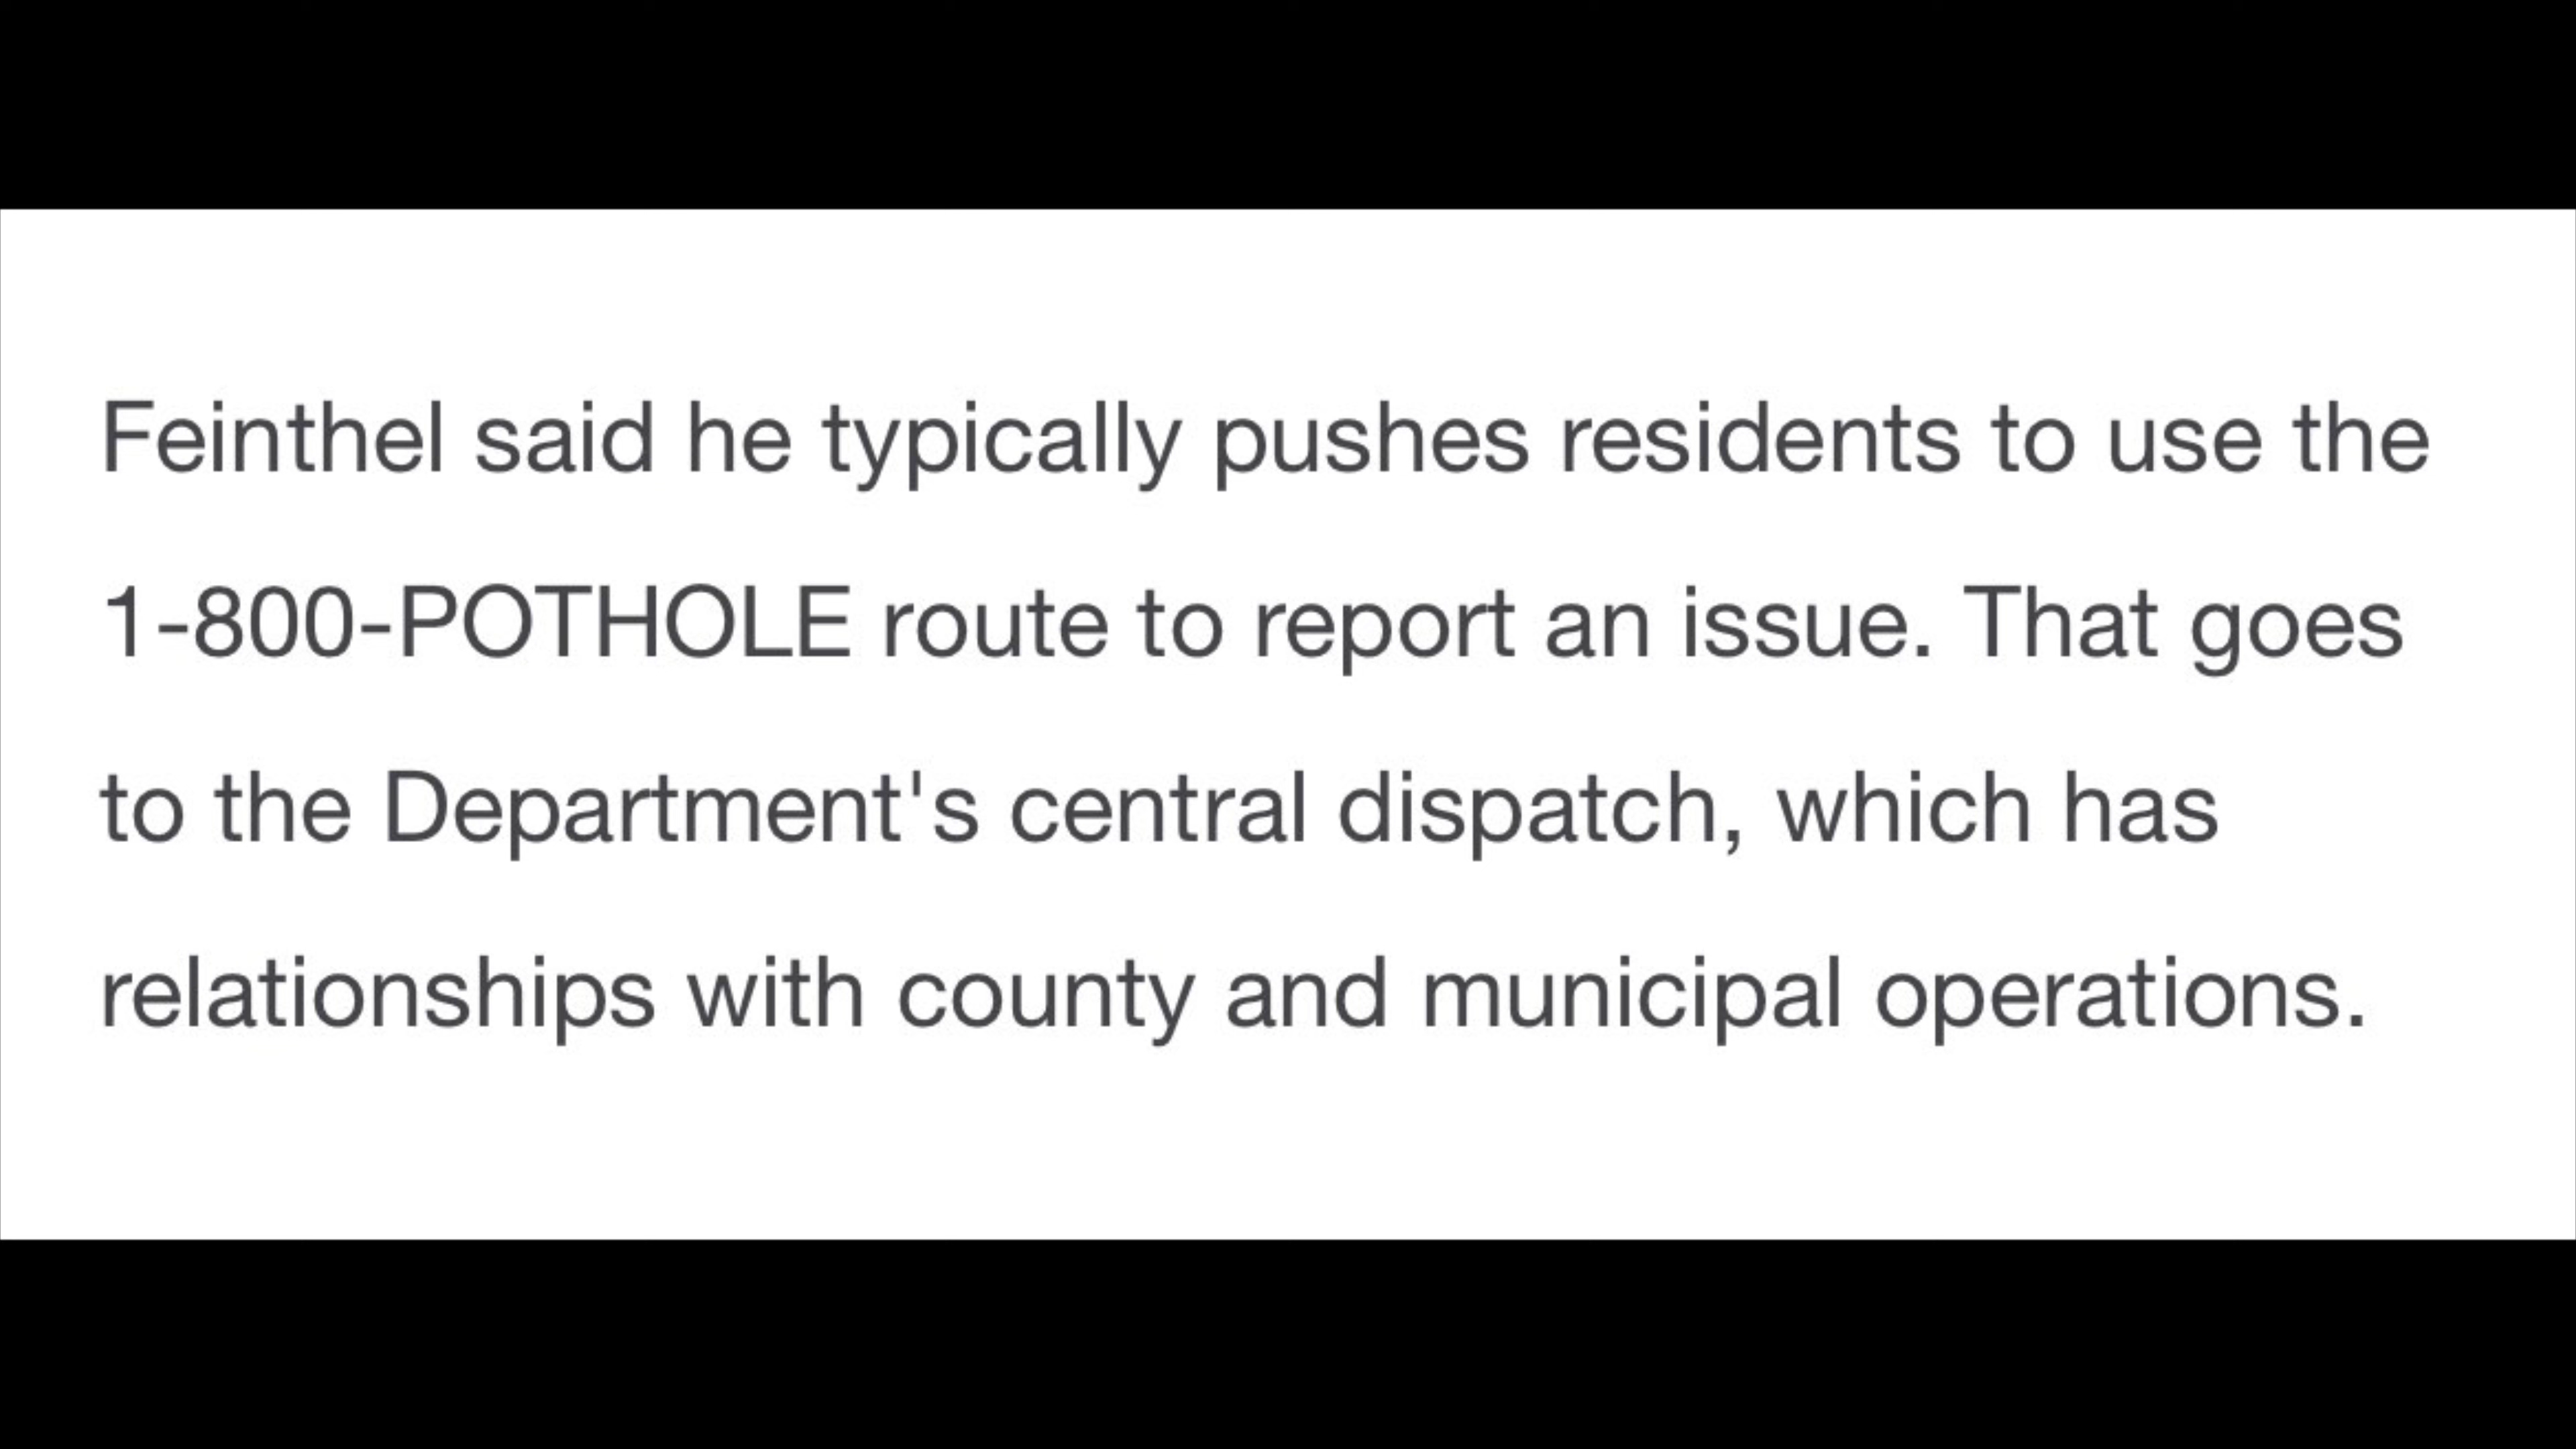 Feinthel said he typically pushes residents to use the
1-800-POTHOLE route to report an issue. That goes
to the Department's central dispatch, which has
relationships with county and municipal operations.